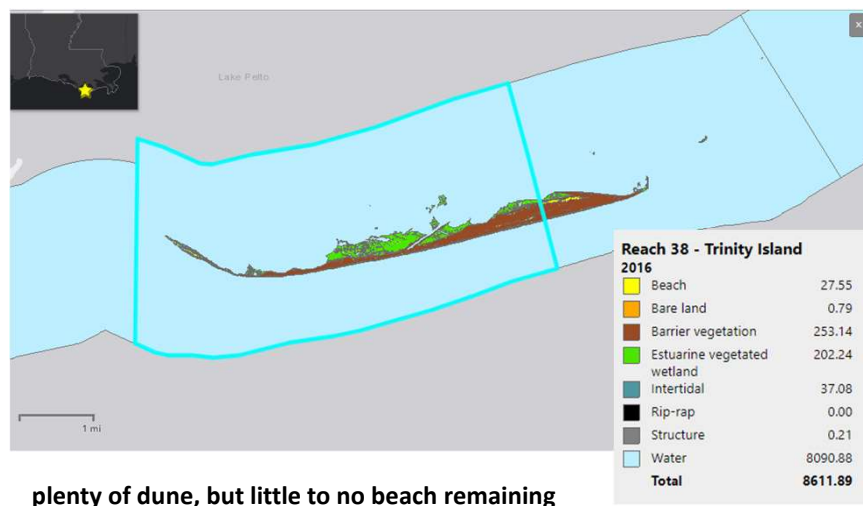 Lake Pelto
×
1 mi
Reach 38 - Trinity Island
2016
Beach 27.55
Bare land 0.79
Barrier vegetation 253.14
Estuarine vegetated 202.24
wetland
Intertidal 37.08
Rip-rap 0.00
Structure 0.21
Water 8090.88
Total 8611.89
plenty of dune, but little to no beach remaining